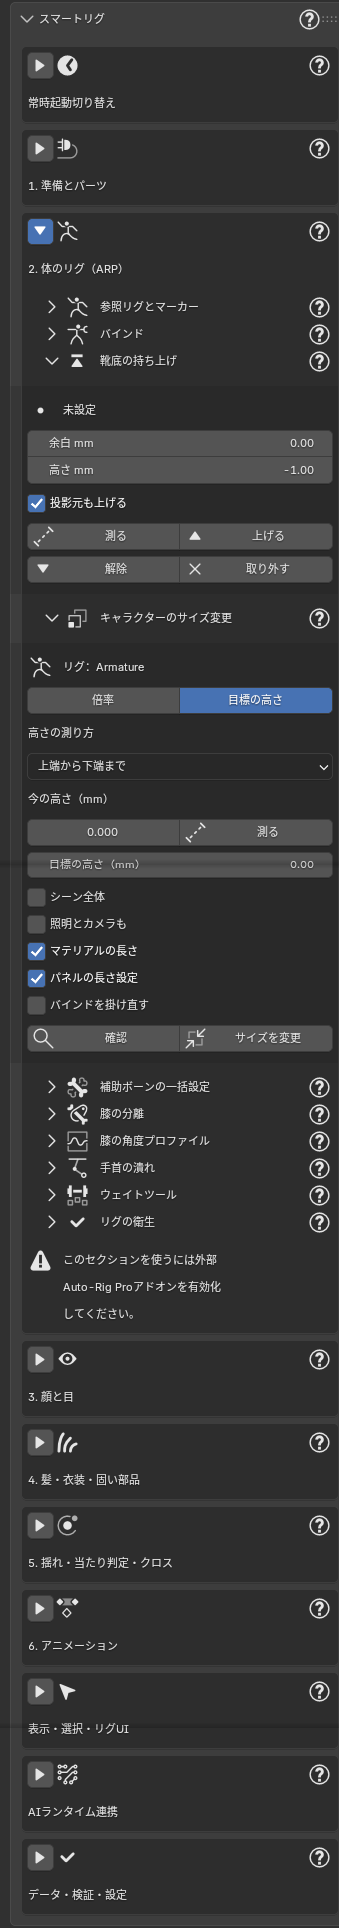 スマートリグ
常時起動切り替え
1. 準備とパーツ
2. 体のリグ（ARP）
参照リグとマーカー
バインド
靴底の持ち上げ
未設定
余白 mm 0.00
高さ mm -1.00
投影元も上げる
測る 上げる
解除 取り外す
キャラクターのサイズ変更
リグ: Armature
倍率 目標の高さ
高さの測り方
上端から下端まで
今の高さ（mm）
0.000 測る
目標の高さ（mm） 0.00
シーン全体
照明とカメラも
マテリアルの長さ
パネルの長さ設定
バインドを掛け直す
確認 サイズを変更
補助ボーンの一括設定
膝の分離
膝の角度プロファイル
手首の潰れ
ウェイトツール
リグの衛生
このセクションを使うには外部
Auto-Rig Proアドオンを有効化
してください。
3. 顔と目
4. 髪・衣装・固い部品
5. 揺れ・当たり判定・クロス
6. アニメーション
表示・選択・リグUI
AIランタイム連携
データ・検証・設定